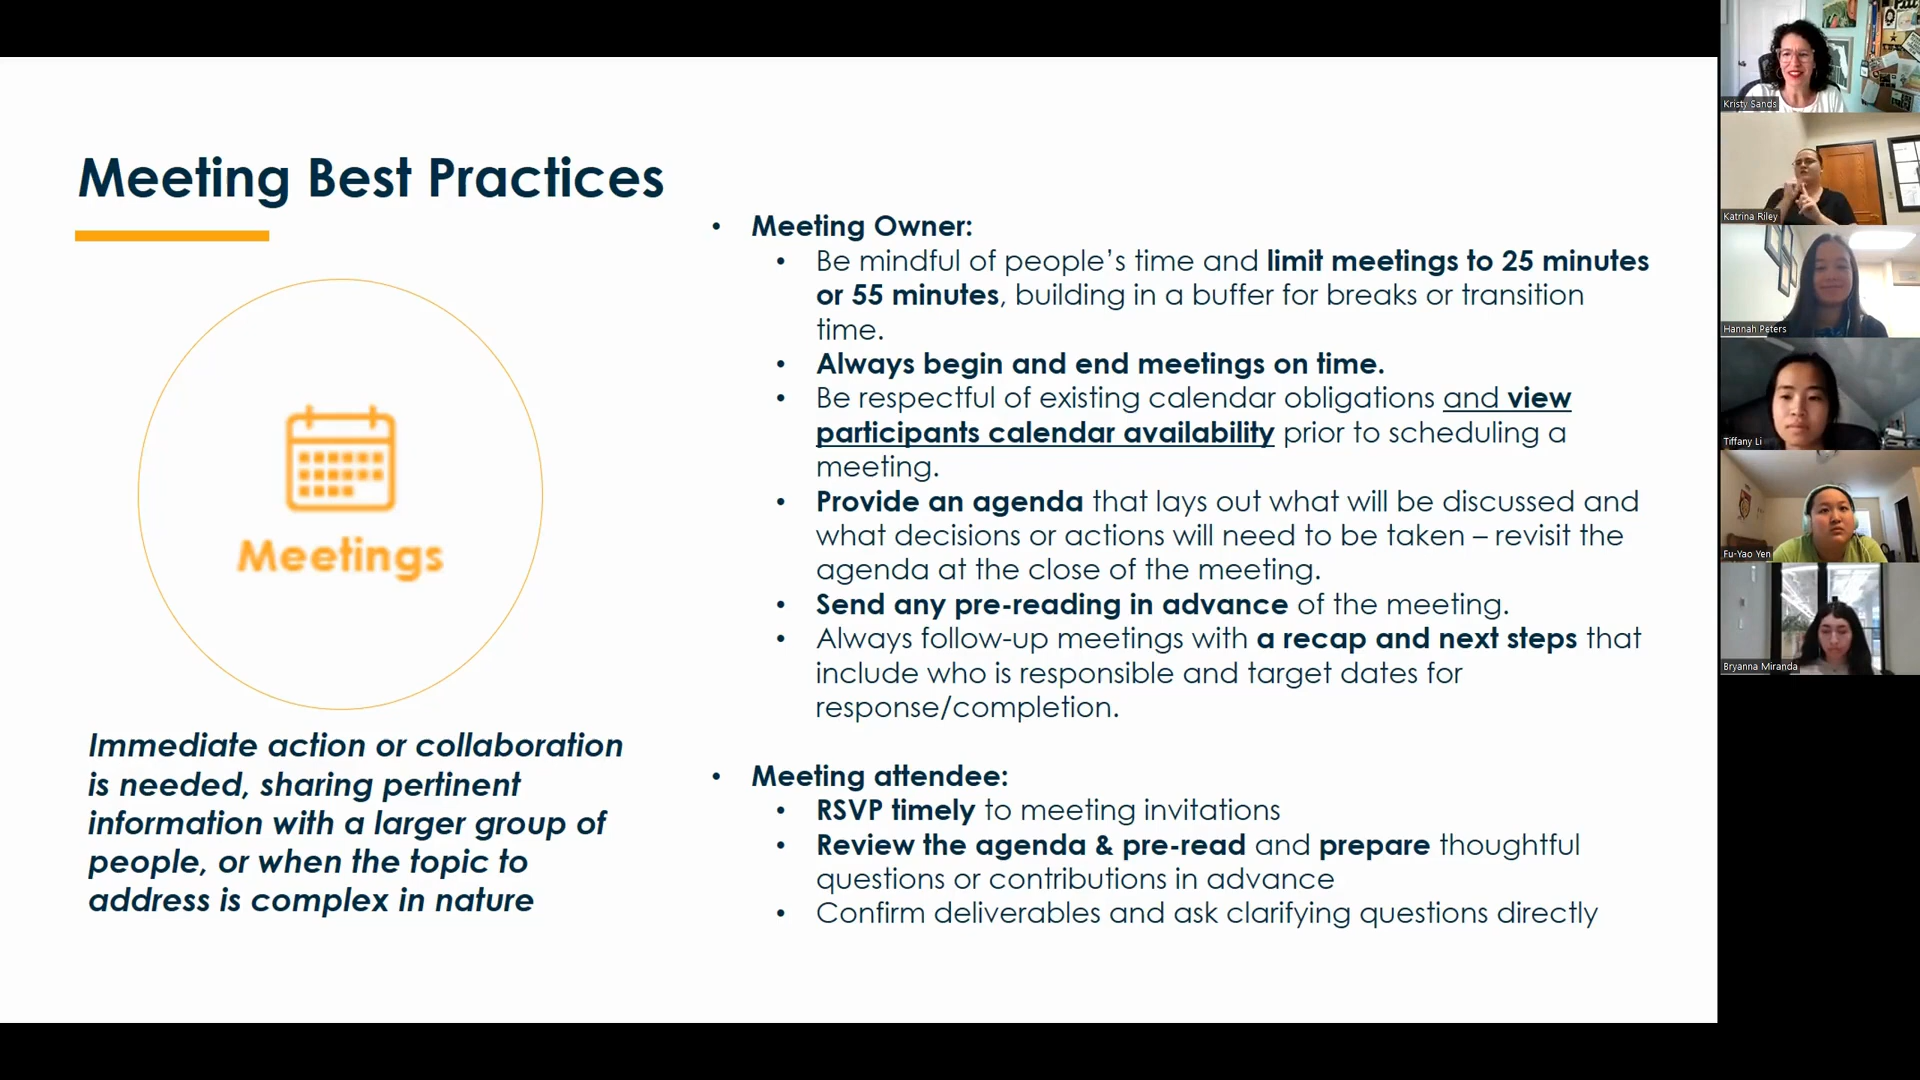 Meeting Best Practices
Meetings
Immediate action or collaboration
is needed, sharing pertinent
information with a larger group of
people, or when the topic to
address is complex in nature
• Meeting Owner:
• Be mindful of people’s time and limit meetings to 25 minutes
or 55 minutes, building in a buffer for breaks or transition
time.
• Always begin and end meetings on time.
• Be respectful of existing calendar obligations and view
participants calendar availability prior to scheduling a
meeting.
• Provide an agenda that lays out what will be discussed and
what decisions or actions will need to be taken – revisit the
agenda at the close of the meeting.
• Send any pre-reading in advance of the meeting.
• Always follow-up meetings with a recap and next steps that
include who is responsible and target dates for
response/completion.
• Meeting attendee:
• RSVP timely to meeting invitations
• Review the agenda & pre-read and prepare thoughtful
questions or contributions in advance
• Confirm deliverables and ask clarifying questions directly
Kristy Sands
Katrina Riley
Hannah Peters
Tiffany Li
Fu-Yao Yen
Bryanna Miranda